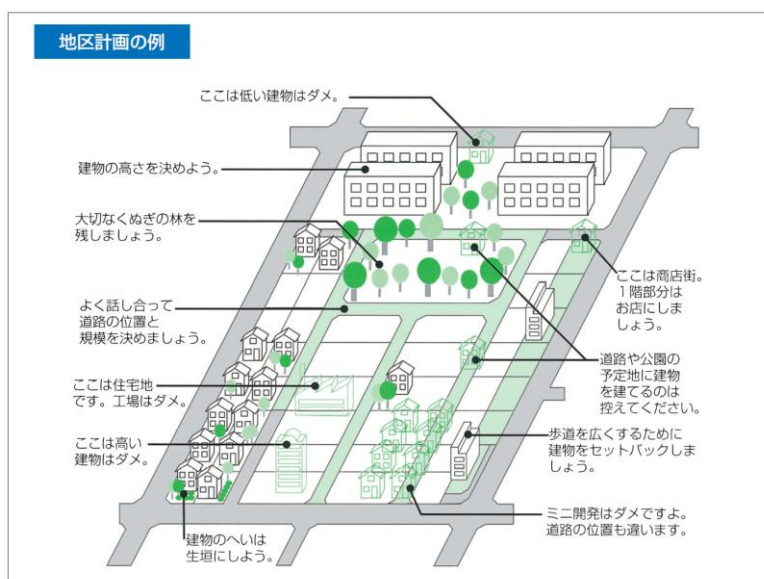 地区計画の例
ここは低い建物はダメ。
建物の高さを決めよう。
大切なくぬぎの林を
残しましょう。
ここは商店街。
１階部分は
お店にしま
しょう。
よく話し合って
道路の位置と
規模を決めましょう。
道路や公園の
予定地に建物
を建てるのは
控えてください。
ここは住宅地
です。工場はダメ。
歩道を広くするために
建物をセットバックしま
しょう。
ここは高い
建物はダメ。
ミニ開発はダメですよ。
道路の位置も違います。
建物のへいは
生垣にしよう。